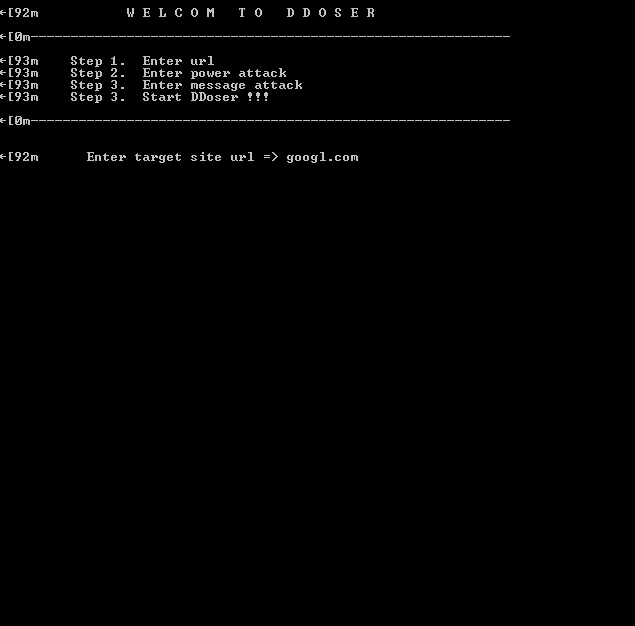 ←[92m W E L C O M T O D D O S E R
←[0m────────────────────────────────────────────────────────────
←[93m Step 1. Enter url
←[93m Step 2. Enter power attack
←[93m Step 3. Enter message attack
←[93m Step 3. Start DDoser !!!
←[0m────────────────────────────────────────────────────────────
←[92m Enter target site url => googl.com